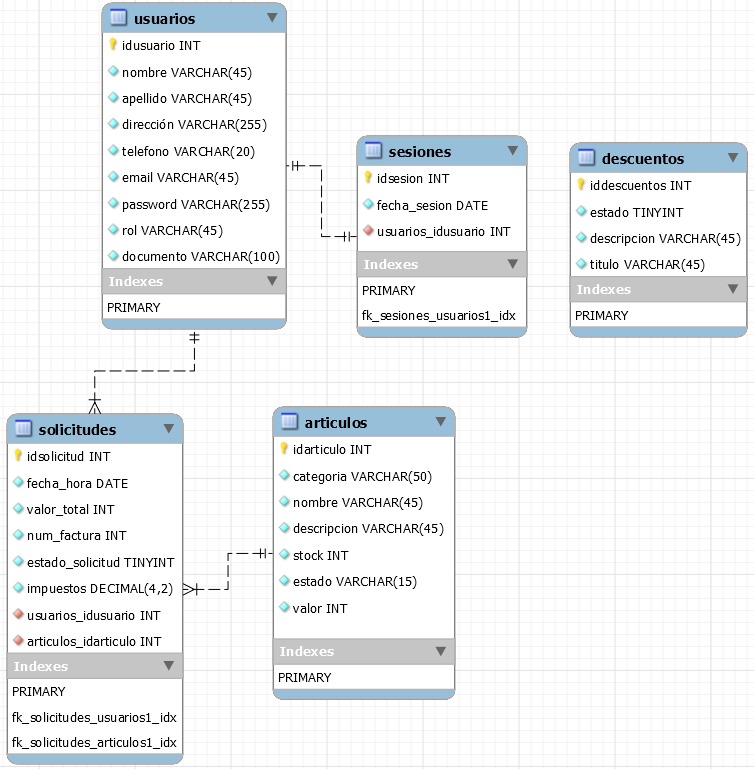 usuarios
idusuario INT
nombre VARCHAR(45)
apellido VARCHAR(45)
dirección VARCHAR(255)
telefono VARCHAR(20)
email VARCHAR(45)
password VARCHAR(255)
rol VARCHAR(45)
documento VARCHAR(100)
Indexes
PRIMARY
sesiones
idsesion INT
fecha_sesion DATE
usuarios_idusuario INT
Indexes
PRIMARY
fk_sesiones_usuarios1_idx
descuentos
iddescuentos INT
estado TINYINT
descripcion VARCHAR(45)
titulo VARCHAR(45)
Indexes
PRIMARY
solicitudes
idsolicitud INT
fecha_hora DATE
valor_total INT
num_factura INT
estado_solicitud TINYINT
impuestos DECIMAL(4,2)
usuarios_idusuario INT
articulos_idarticulo INT
Indexes
PRIMARY
fk_solicitudes_usuarios1_idx
fk_solicitudes_articulos1_idx
articulos
idarticulo INT
categoria VARCHAR(50)
nombre VARCHAR(45)
descripcion VARCHAR(45)
stock INT
estado VARCHAR(15)
valor INT
Indexes
PRIMARY